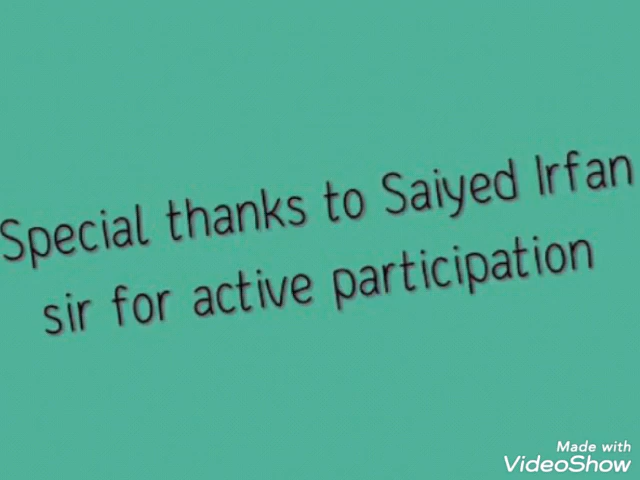 Special thanks to Saiyed Irfan
sir for active participation
Made with
VideoShow